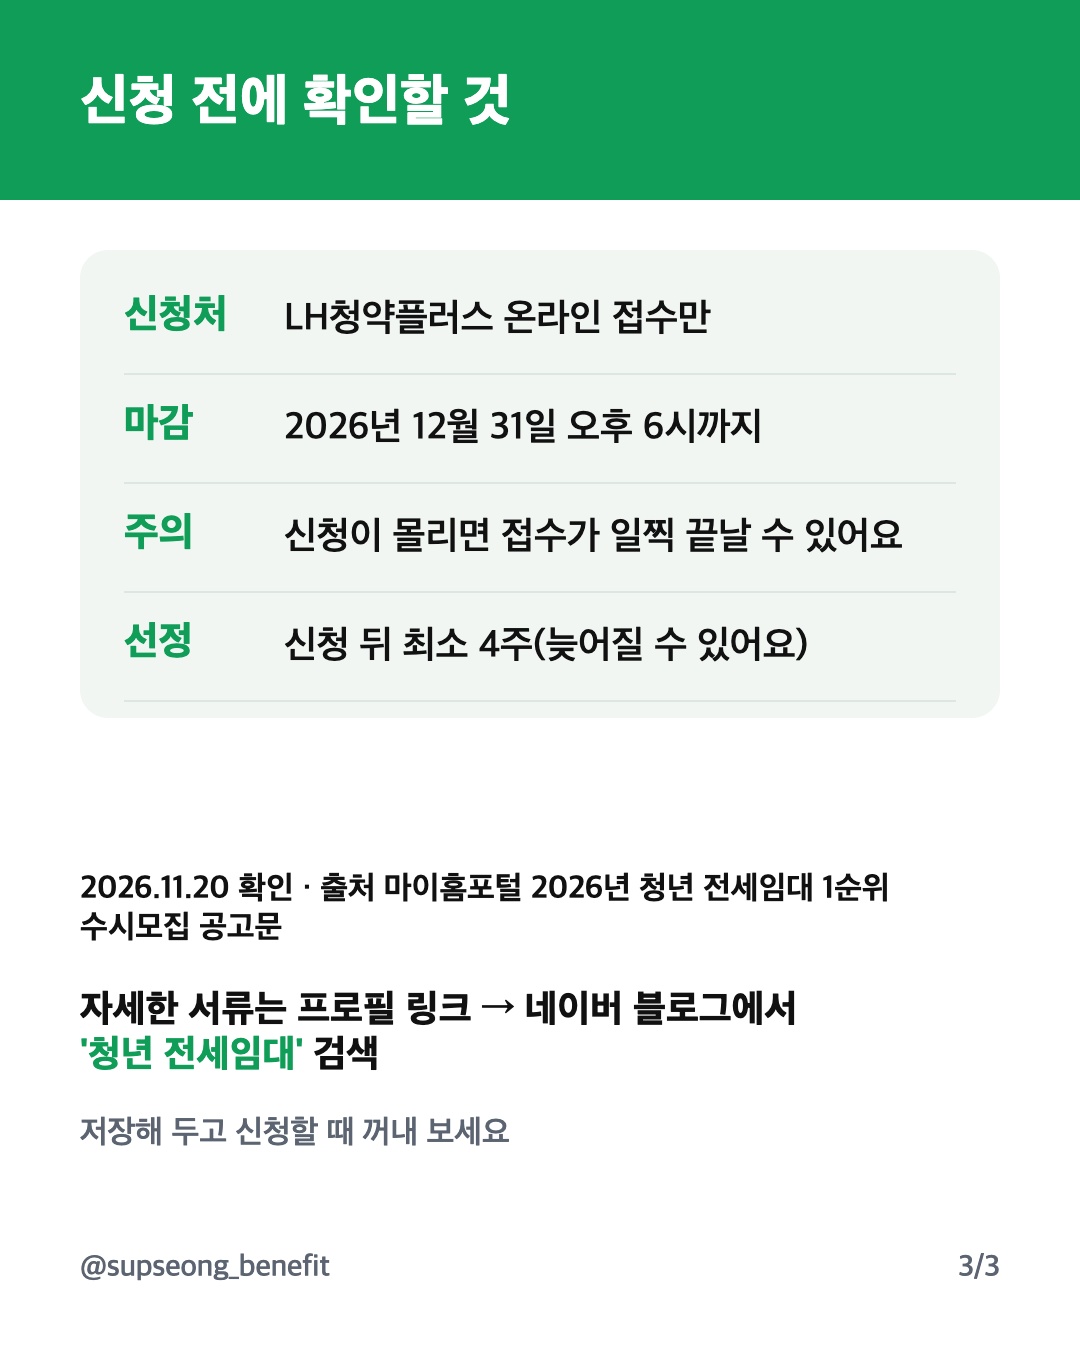 신청 전에 확인할 것
신청처 LH청약플러스 온라인 접수만
마감 2026년 12월 31일 오후 6시까지
주의 신청이 몰리면 접수가 일찍 끝날 수 있어요
선정 신청 뒤 최소 4주(늦어질 수 있어요)
2026.11.20 확인 · 출처 마이홈포털 2026년 청년 전세임대 1순위
수시모집 공고문
자세한 서류는 프로필 링크 → 네이버 블로그에서
'청년 전세임대' 검색
저장해 두고 신청할 때 꺼내 보세요
@supseong_benefit
3/3